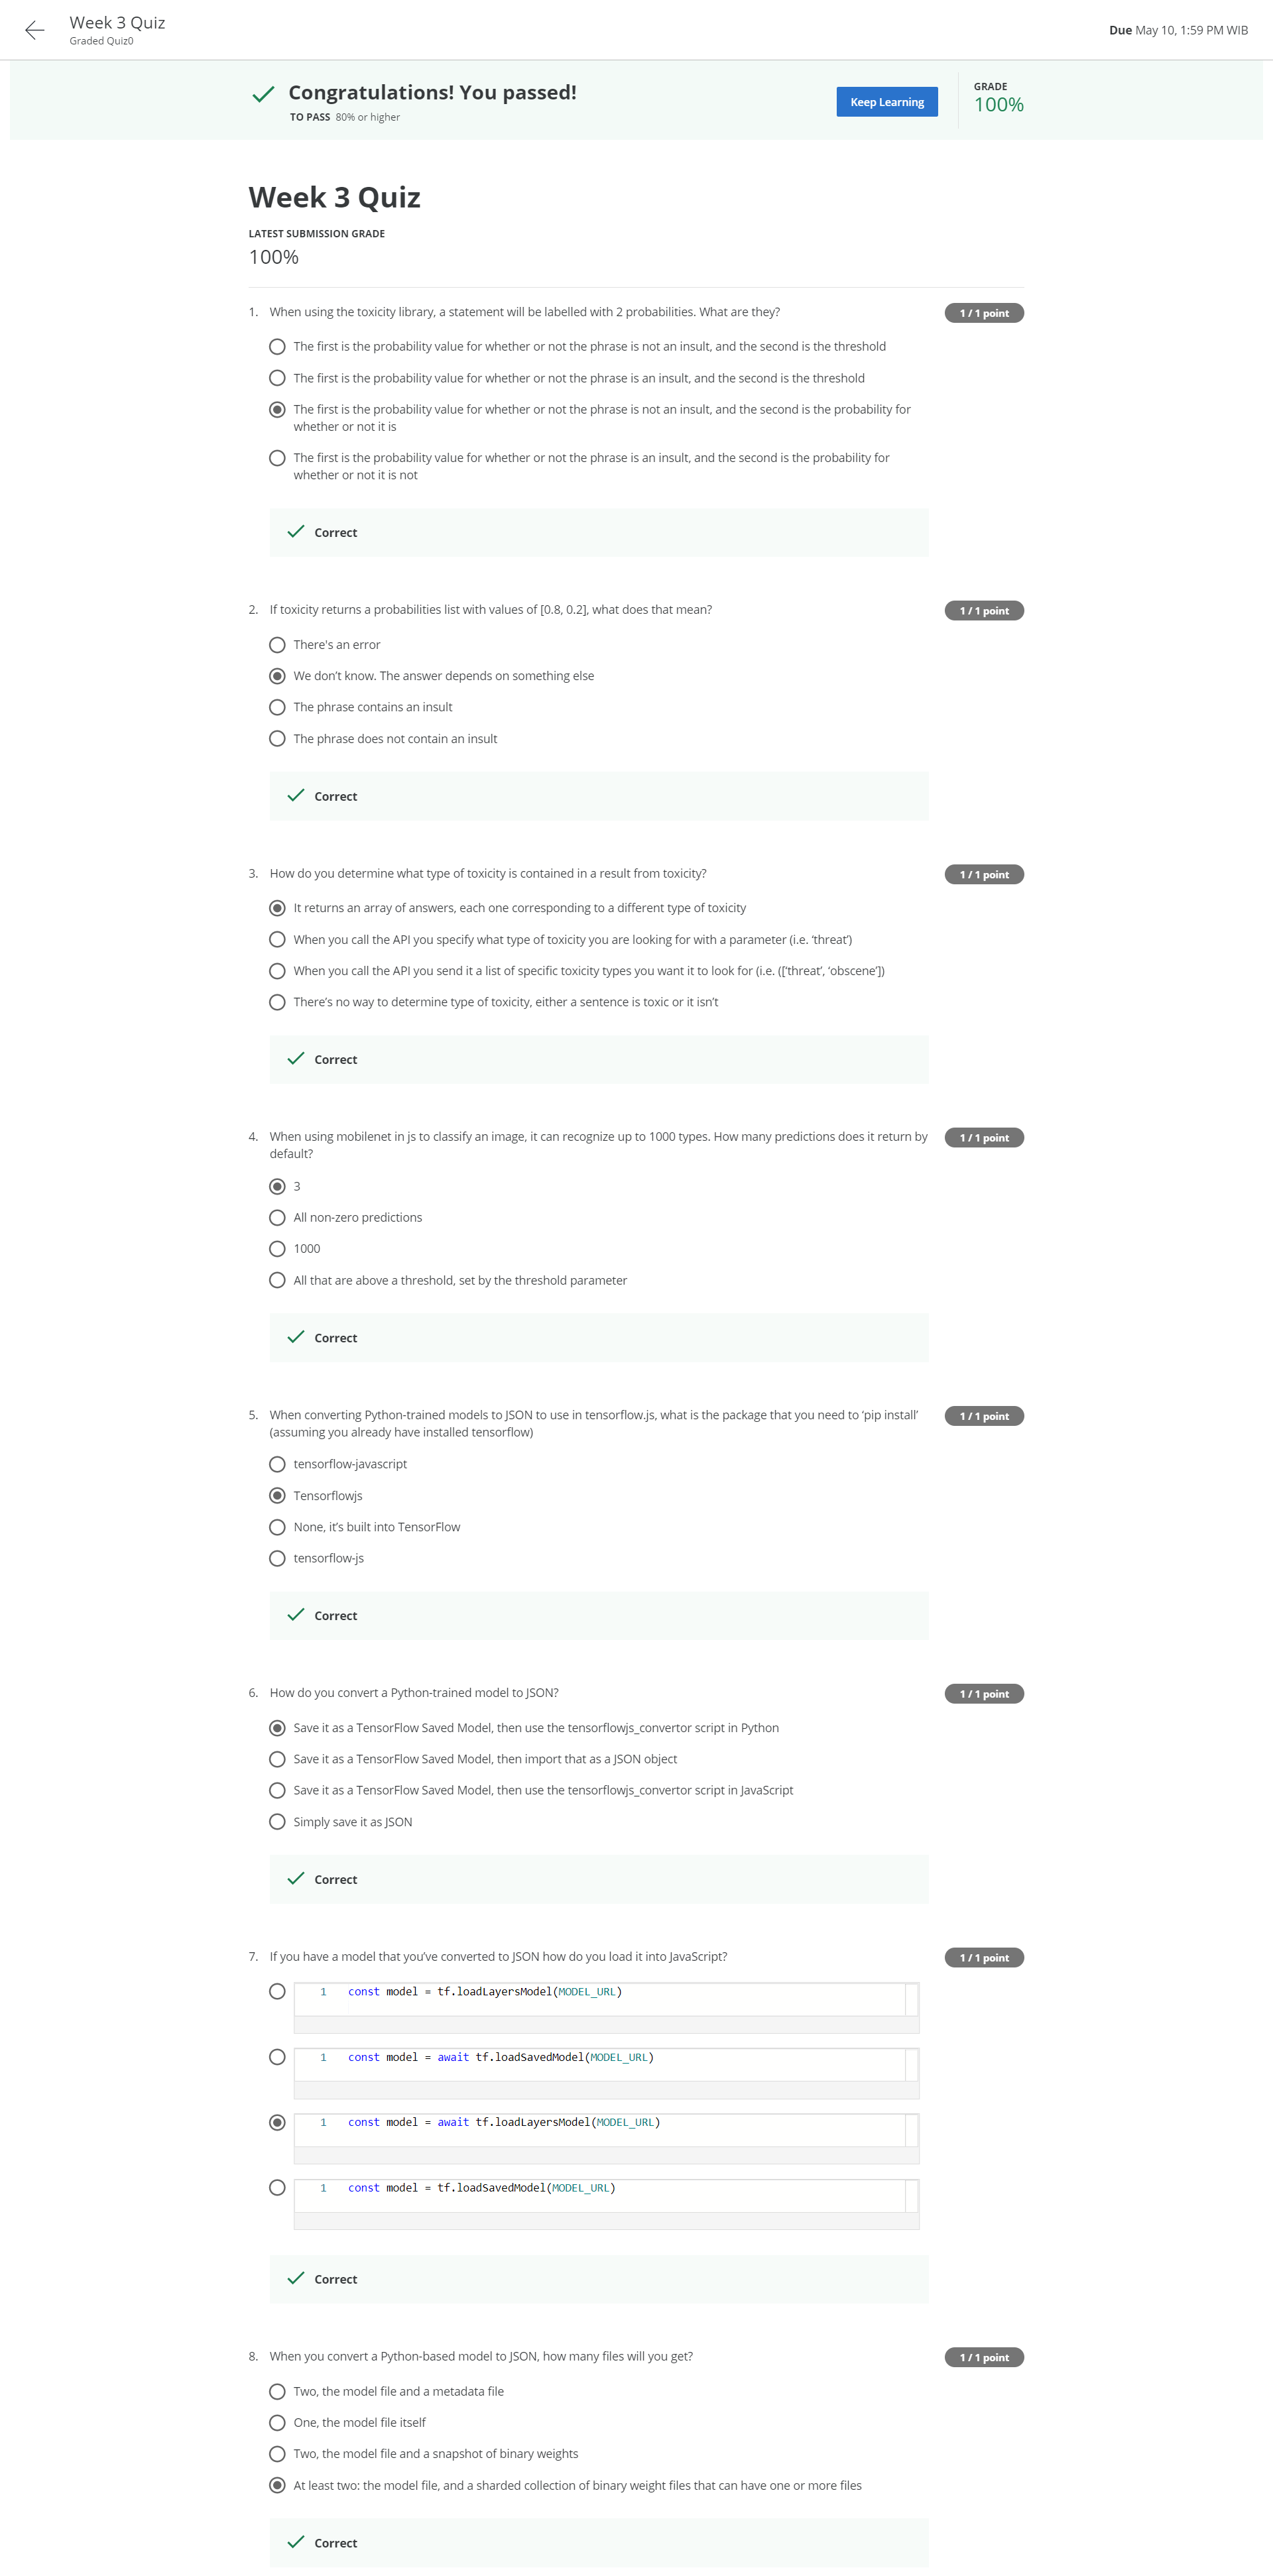 Week 3 Quiz
Graded Quiz0
Due May 10, 1:59 PM WIB
Congratulations! You passed!
TO PASS 80% or higher
Keep Learning
GRADE
100%
Week 3 Quiz
LATEST SUBMISSION GRADE
100%
1. When using the toxicity library, a statement will be labelled with 2 probabilities. What are they?
1 / 1 point
The first is the probability value for whether or not the phrase is not an insult, and the second is the threshold
The first is the probability value for whether or not the phrase is an insult, and the second is the threshold
The first is the probability value for whether or not the phrase is not an insult, and the second is the probability for
whether or not it is
The first is the probability value for whether or not the phrase is an insult, and the second is the probability for
whether or not it is not
Correct
2. If toxicity returns a probabilities list with values of [0.8, 0.2], what does that mean?
1 / 1 point
There's an error
We don’t know. The answer depends on something else
The phrase contains an insult
The phrase does not contain an insult
Correct
3. How do you determine what type of toxicity is contained in a result from toxicity?
1 / 1 point
It returns an array of answers, each one corresponding to a different type of toxicity
When you call the API you specify what type of toxicity you are looking for with a parameter (i.e. ‘threat’)
When you call the API you send it a list of specific toxicity types you want it to look for (i.e. ([‘threat’, ‘obscene’])
There’s no way to determine type of toxicity, either a sentence is toxic or it isn’t
Correct
4. When using mobilenet in js to classify an image, it can recognize up to 1000 types. How many predictions does it return by
default?
1 / 1 point
3
All non-zero predictions
1000
All that are above a threshold, set by the threshold parameter
Correct
5. When converting Python-trained models to JSON to use in tensorflow.js, what is the package that you need to ‘pip install’
(assuming you already have installed tensorflow)
1 / 1 point
tensorflow-javascript
Tensorflowjs
None, it’s built into TensorFlow
tensorflow-js
Correct
6. How do you convert a Python-trained model to JSON?
1 / 1 point
Save it as a TensorFlow Saved Model, then use the tensorflowjs_convertor script in Python
Save it as a TensorFlow Saved Model, then import that as a JSON object
Save it as a TensorFlow Saved Model, then use the tensorflowjs_convertor script in JavaScript
Simply save it as JSON
Correct
7. If you have a model that you’ve converted to JSON how do you load it into JavaScript?
1 / 1 point
1 const model = tf.loadLayersModel(MODEL_URL)
1 const model = await tf.loadSavedModel(MODEL_URL)
1 const model = await tf.loadLayersModel(MODEL_URL)
1 const model = tf.loadSavedModel(MODEL_URL)
Correct
8. When you convert a Python-based model to JSON, how many files will you get?
1 / 1 point
Two, the model file and a metadata file
One, the model file itself
Two, the model file and a snapshot of binary weights
At least two: the model file, and a sharded collection of binary weight files that can have one or more files
Correct